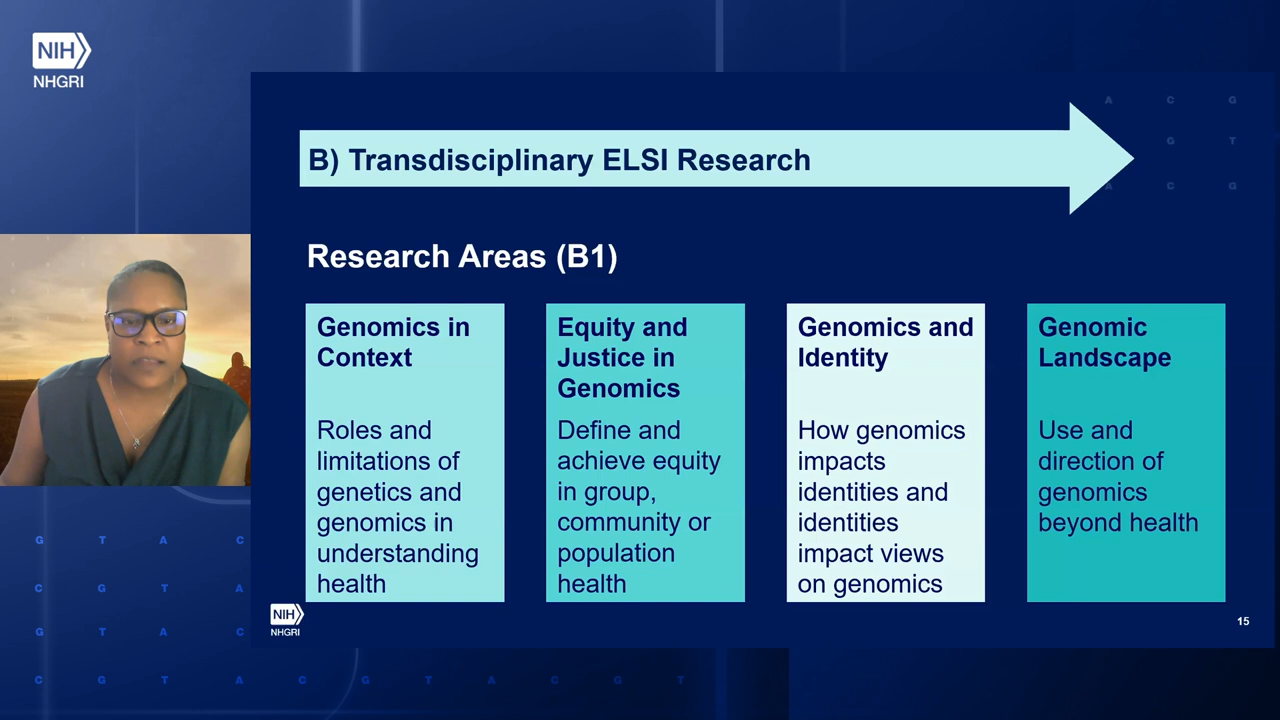 NIH
NHGRI
A C G
G T
A C G
B) Transdisciplinary ELSI Research
Research Areas (B1)
Genomics in
Context
Roles and
limitations of
genetics and
genomics in
understanding
health
Equity and
Justice in
Genomics
Define and
achieve equity
in group,
community or
population
health
Genomics and
Identity
How genomics
impacts
identities and
identities
impact views
on genomics
Genomic
Landscape
Use and
direction of
genomics
beyond health
NIH
NHGRI
15
G T A C
C G T A
G T A C
C G T A C G T A C G T